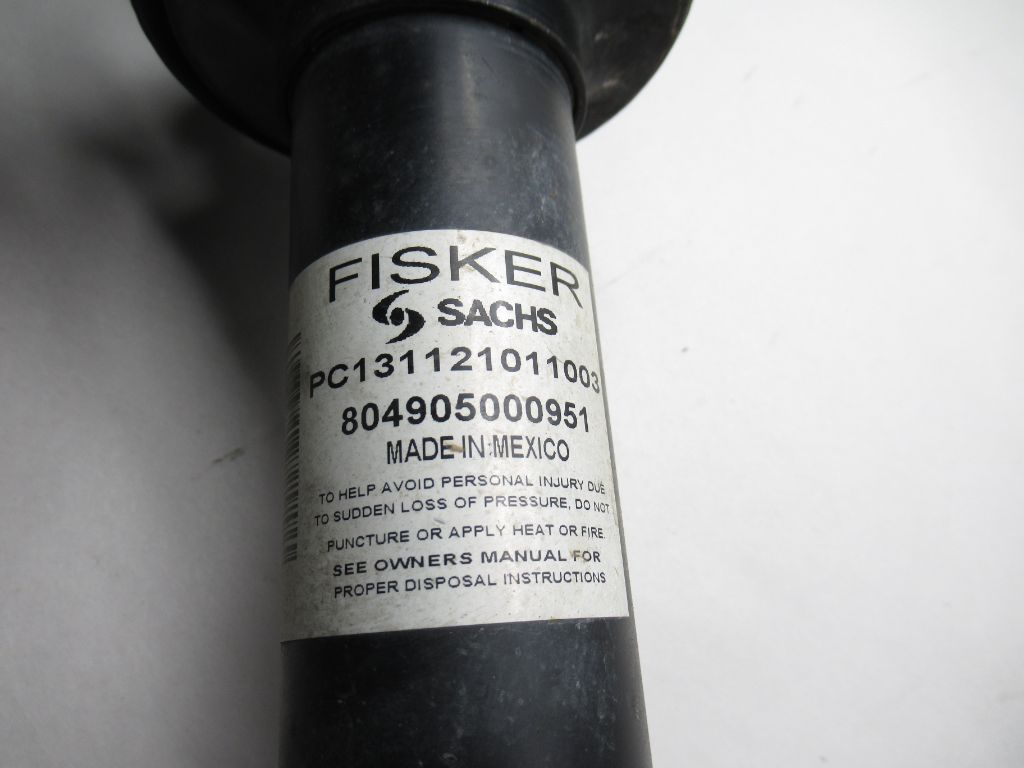 FISKER
SACHS
PC131121011003
804905000951
MADE IN MEXICO
TO HELP AVOID PERSONAL INJURY DUE
TO SUDDEN LOSS OF PRESSURE, DO NOT
PUNCTURE OR APPLY HEAT OR FIRE.
SEE OWNERS MANUAL FOR
PROPER DISPOSAL INSTRUCTIONS